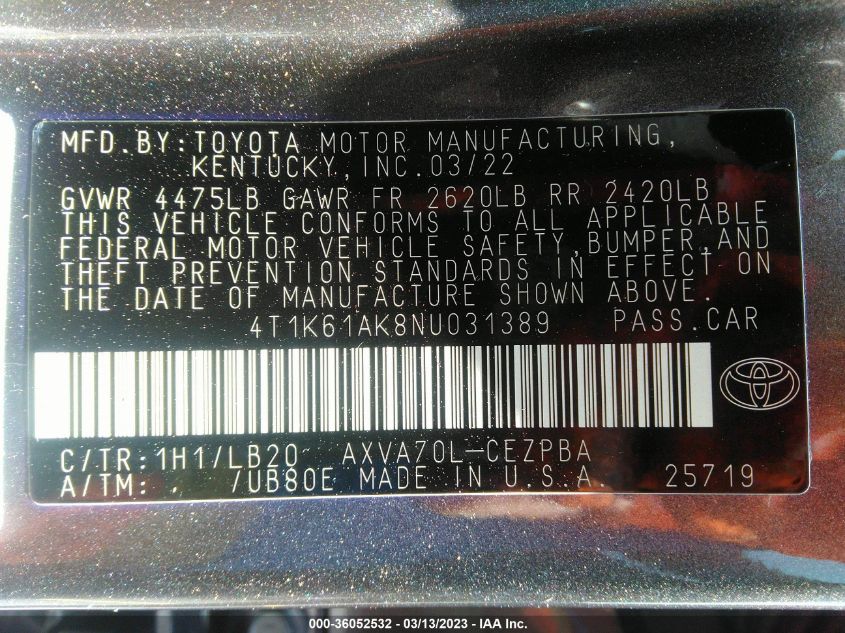 MFD.BY:TOYOTA MOTOR MANUFACTURING,
KENTUCKY,INC.03/22
GVWR 4475LB GAWR FR 2620LB RR 2420LB
THIS VEHICLE CONFORMS TO ALL APPLICABLE
FEDERAL MOTOR VEHICLE SAFETY,BUMPER,AND
THEFT PREVENTION STANDARDS IN EFFECT ON
THE DATE OF MANUFACTURE SHOWN ABOVE.
4T1K61AK8NU031389 PASS.CAR
C/TR:1H1/LB20 AXVA70L-CEZPBA
A/TM: . /UB80E MADE IN U.S.A. 25719
000-36052532 / 03/13/2023 - IAA Inc.